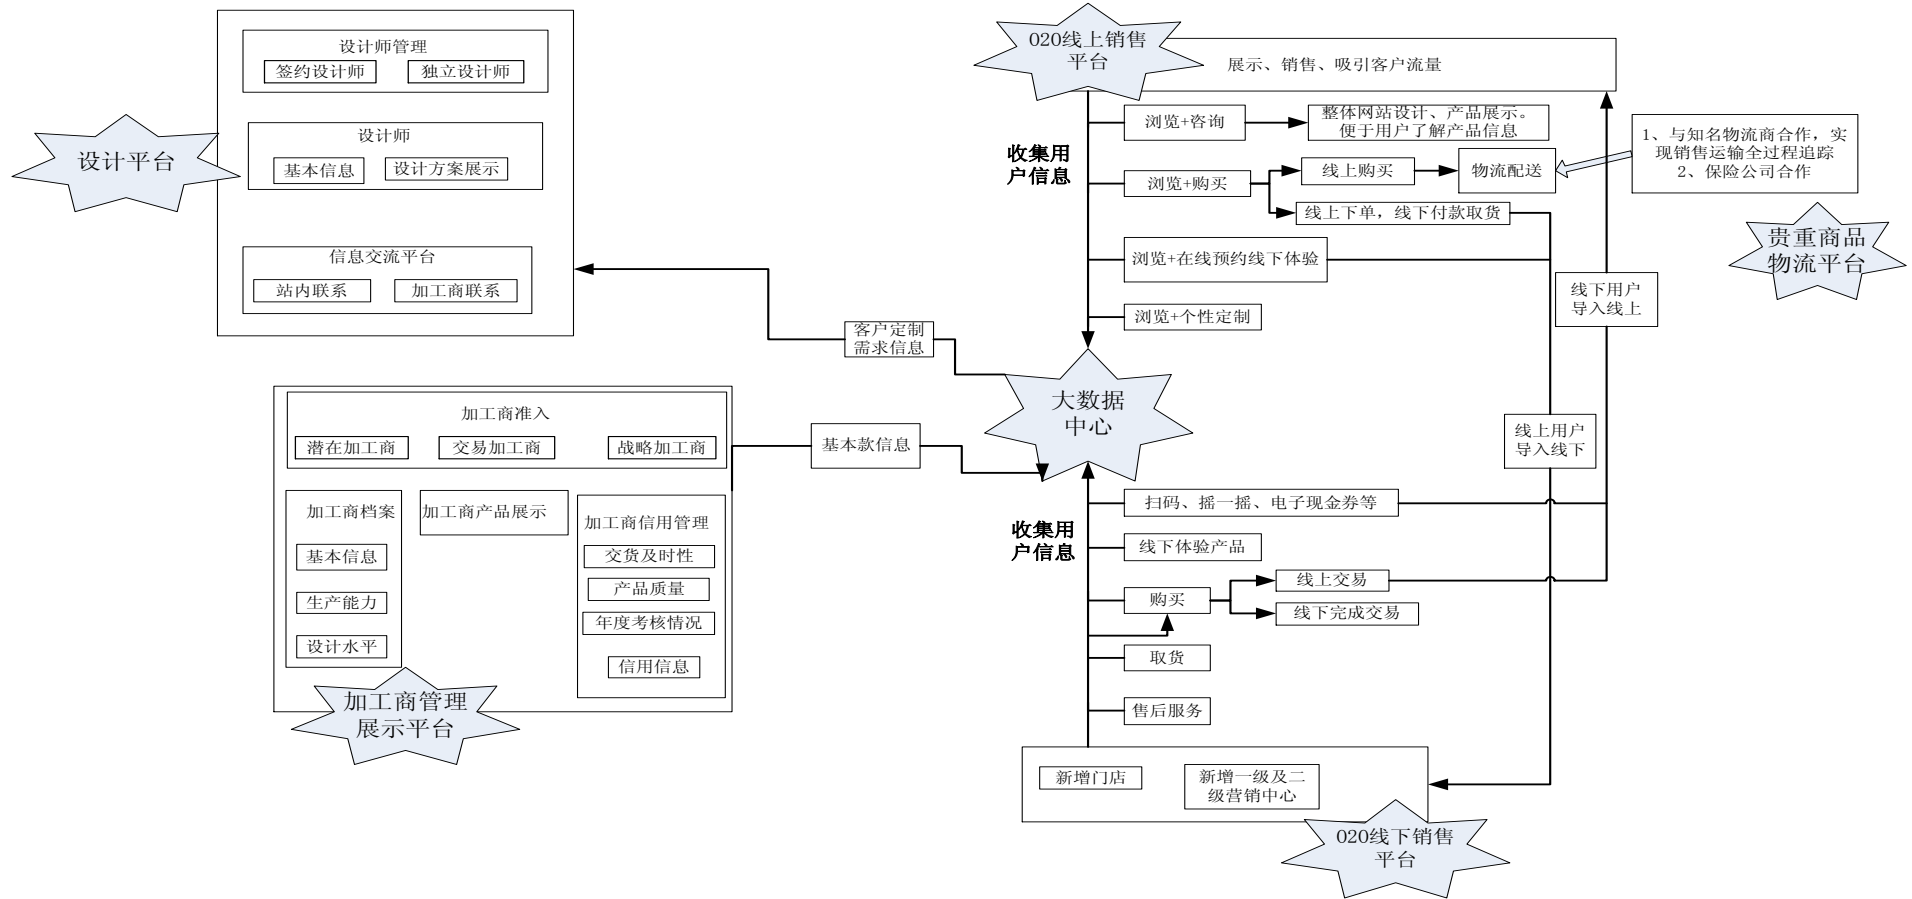 设计师管理
签约设计师
独立设计师
设计师
基本信息
设计方案展示
信息交流平台
站内联系
加工商联系
设计平台
O2O线上销售
平台
展示、销售、吸引客户流量
收集用
户信息
浏览+咨询
整体网站设计、产品展示。
便于用户了解产品信息
浏览+购买
线上购买
物流配送
线上下单，线下付款取货
浏览+在线预约线下体验
浏览+个性定制
1、与知名物流商合作，实
现销售运输全过程追踪
2、保险公司合作
贵重商品
物流平台
线下用户
导入线上
客户定制
需求信息
大数据
中心
加工商准入
潜在加工商
交易加工商
战略加工商
基本款信息
线上用户
导入线下
加工商档案
基本信息
生产能力
设计水平
加工商产品展示
加工商信用管理
交货及时性
产品质量
年度考核情况
信用信息
加工商管理
展示平台
收集用
户信息
扫码、摇一摇、电子现金券等
线下体验产品
购买
线上交易
线下完成交易
取货
售后服务
新增门店
新增一级及二
级营销中心
O2O线下销售
平台